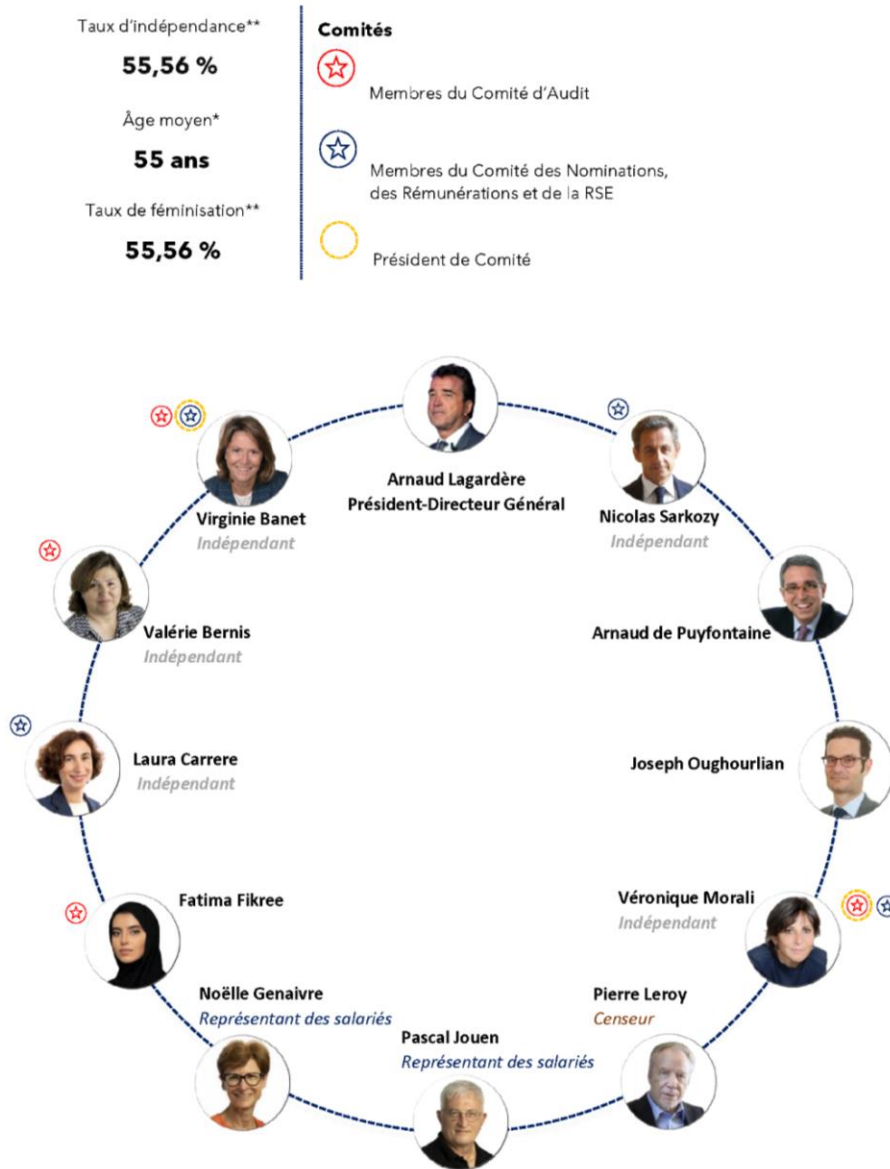 Taux d'indépendance**
55,56 %
Âge moyen*
55 ans
Taux de féminisation**
55,56 %
Comités
Membres du Comité d'Audit
Membres du Comité des Nominations,
des Rémunérations et de la RSE
Président de Comité
Arnaud Lagardère
Président-Directeur Général
Nicolas Sarkozy
Indépendant
Virginie Banet
Indépendant
Arnaud de Puyfontaine
Valérie Bernis
Indépendant
Joseph Oughourlian
Laura Carrere
Indépendant
Véronique Morali
Indépendant
Fatima Fikree
Pierre Leroy
Censeur
Noëlle Genaivre
Représentant des salariés
Pascal Jouen
Représentant des salariés